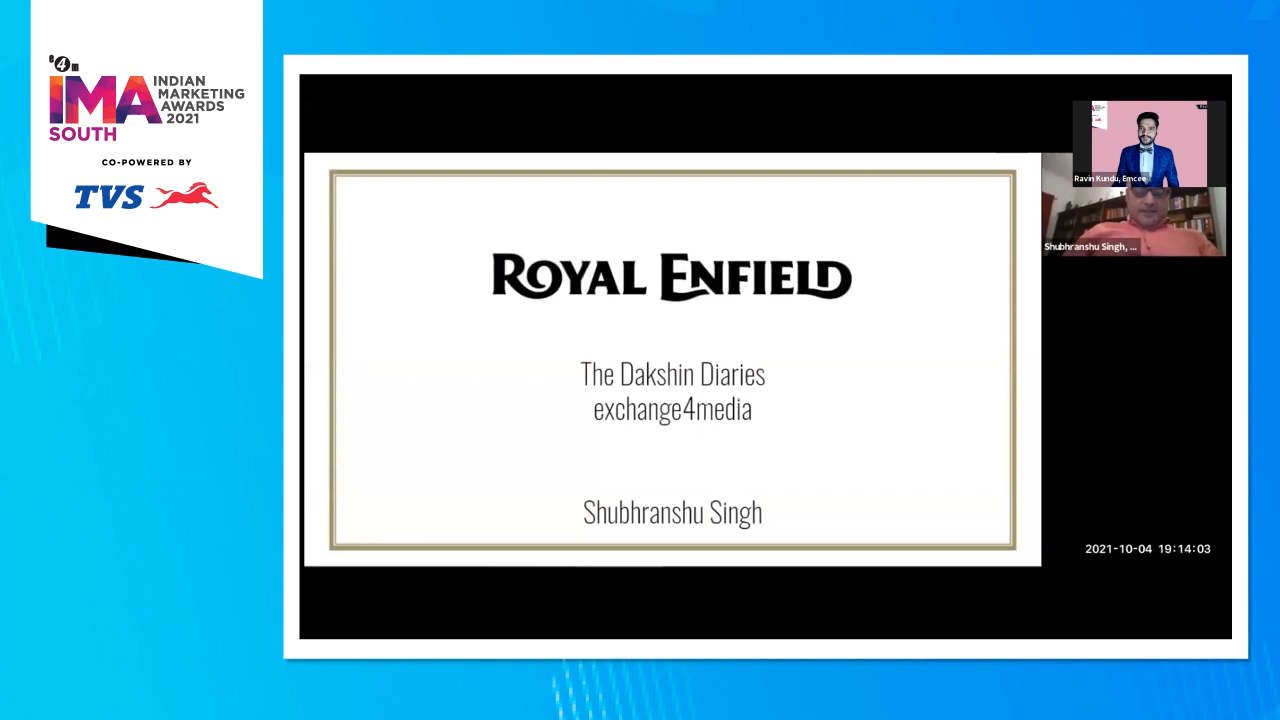 e4m
IMA INDIAN
MARKETING
AWARDS
2021
SOUTH
CO-POWERED BY
TVS
ROYAL ENFIELD
The Dakshin Diaries
exchange4media
Shubhranshu Singh
Ravin Kundu, Emcee
Shubhranshu Singh, ...
2021-10-04 19:14:03